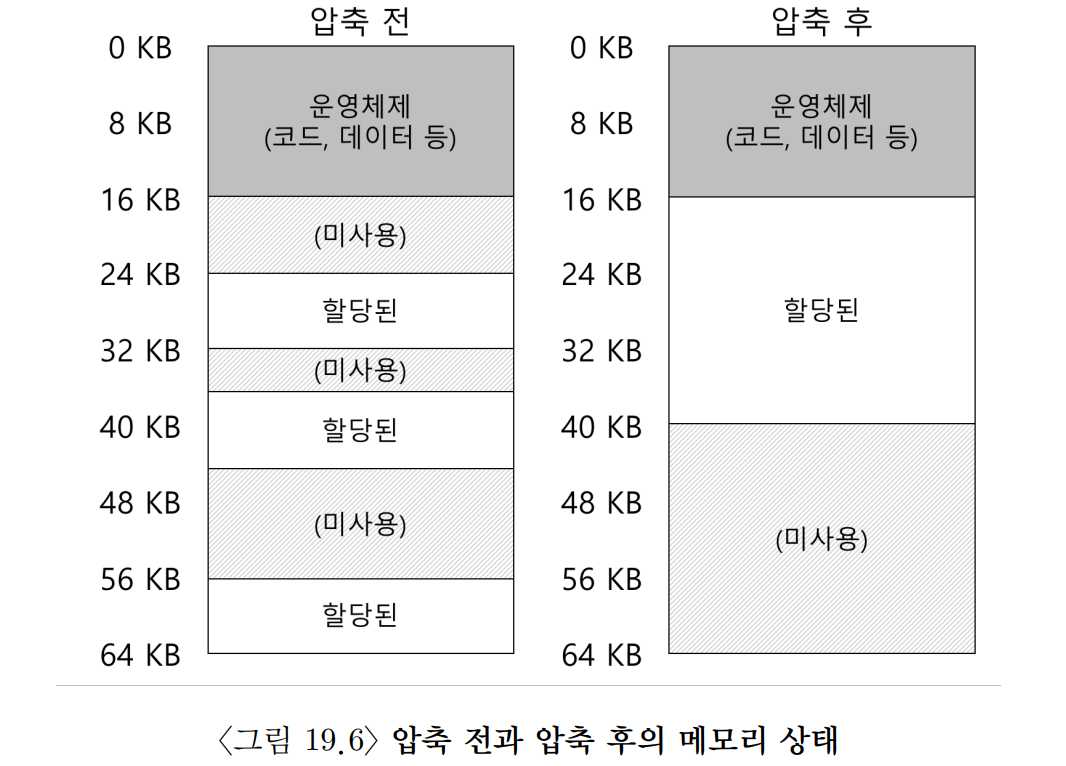 압축 전
0 KB
운영체제
8 KB
(코드, 데이터 등)
16 KB
(미사용)
24 KB
할당된
32 KB
(미사용)
40 KB
할당된
48 KB
(미사용)
56 KB
할당된
64 KB
압축 후
0 KB
운영체제
8 KB
(코드, 데이터 등)
16 KB
24 KB
할당된
32 KB
40 KB
48 KB
(미사용)
56 KB
64 KB
〈그림 19.6〉 압축 전과 압축 후의 메모리 상태